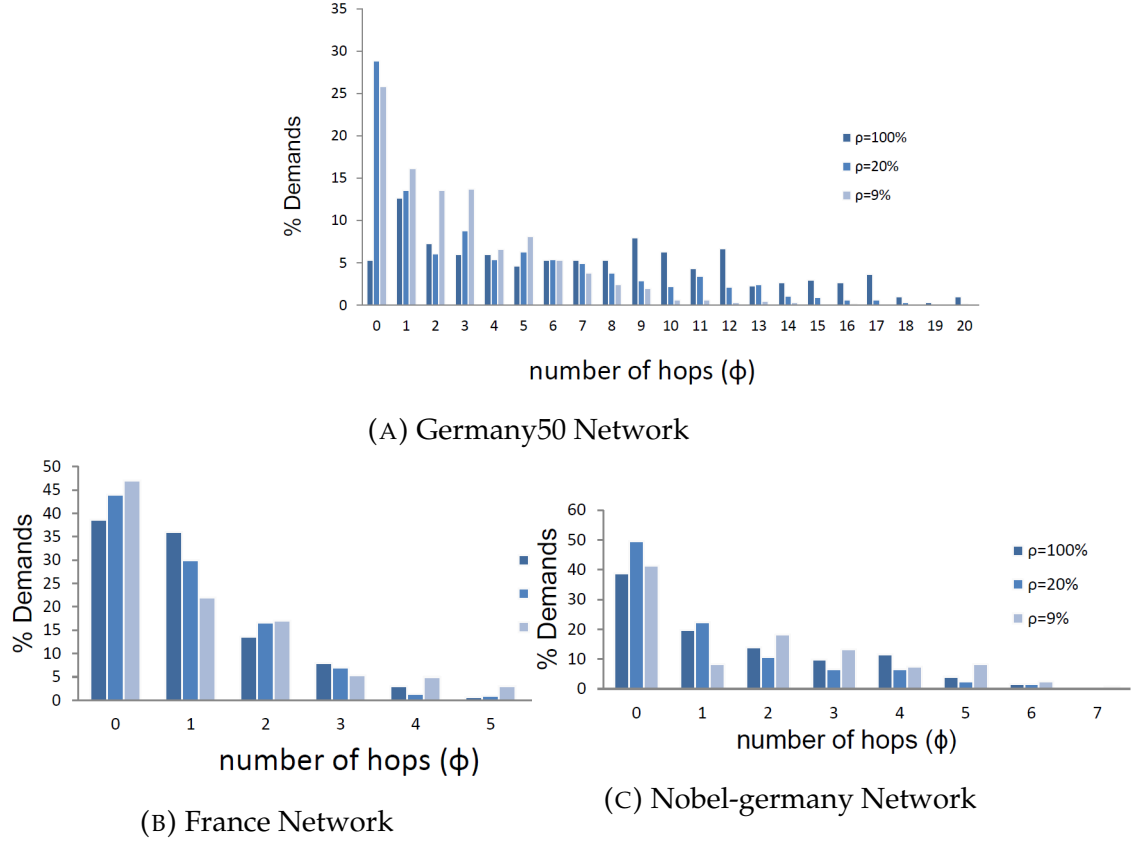 35
30
25
20
15
10
5
0
% Demands
ρ=100%
ρ=20%
ρ=9%
0 1 2 3 4 5 6 7 8 9 10 11 12 13 14 15 16 17 18 19 20
number of hops (ϕ)
(A) Germany50 Network
50
45
40
35
30
25
20
15
10
5
0
% Demands
0 1 2 3 4 5
number of hops (ϕ)
(B) France Network
60
50
40
30
20
10
0
% Demands
ρ=100%
ρ=20%
ρ=9%
0 1 2 3 4 5 6 7
number of hops (ϕ)
(C) Nobel-germany Network